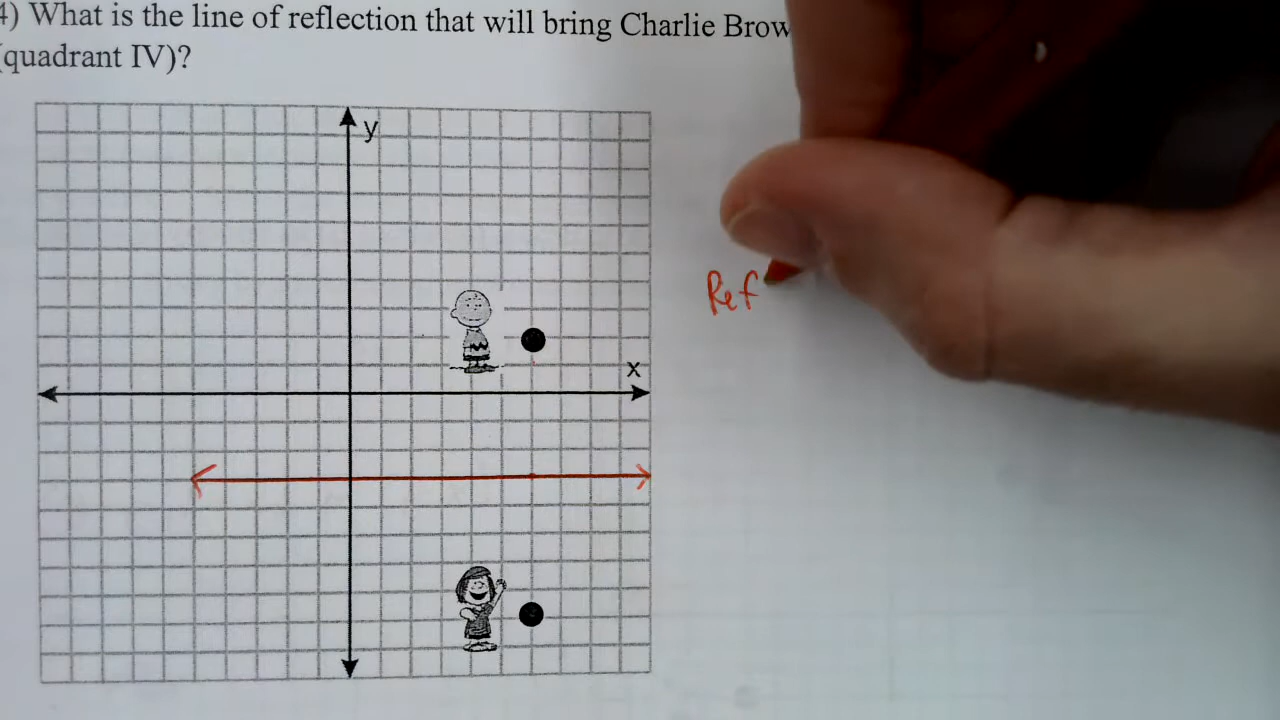 4) What is the line of reflection that will bring Charlie Brow
(quadrant IV)?
y
x
Ref